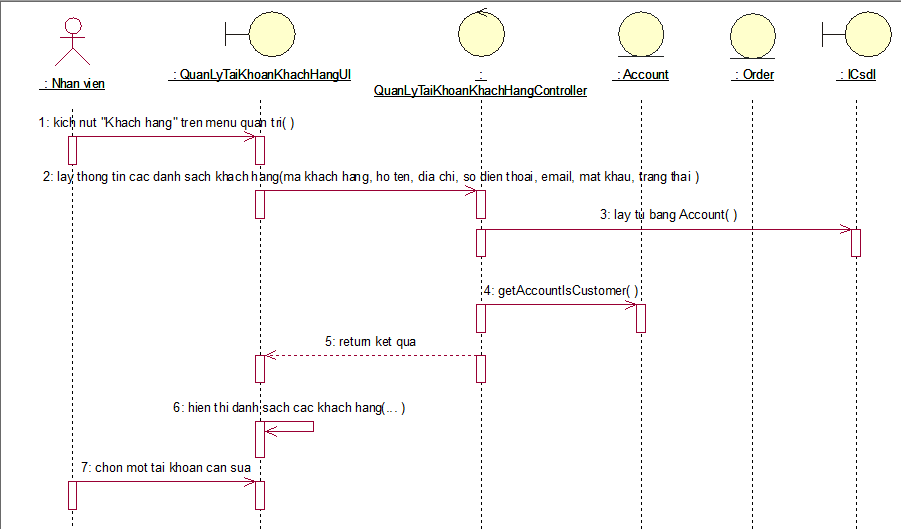 : Nhan vien
: QuanLyTaiKhoanKhachHangUI
:
QuanLyTaiKhoanKhachHangController
: Account
: Order
: ICsdl
1: kich nut "Khach hang" tren menu quan tri( )
2: lay thong tin cac danh sach khach hang(ma khach hang, ho ten, dia chi, so dien thoai, email, mat khau, trang thai )
3: lay tu bang Account( )
4: getAccountIsCustomer( )
5: return ket qua
6: hien thi danh sach cac khach hang(... )
7: chon mot tai khoan can sua